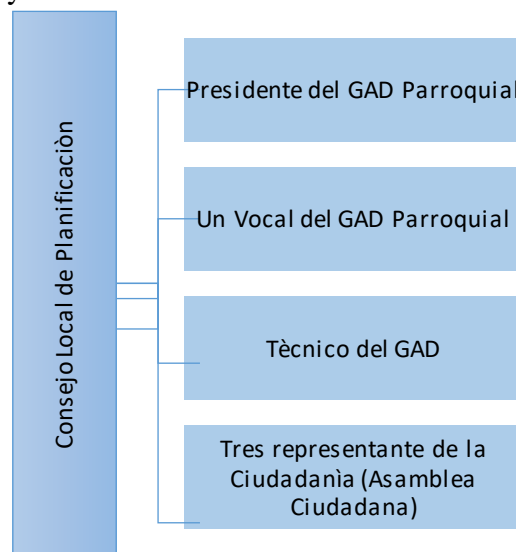 y
Consejo Local de Planificaciòn
Presidente del GAD Parroquial
Un Vocal del GAD Parroquial
Tècnico del GAD
Tres representante de la
Ciudadanìa (Asamblea
Ciudadana)